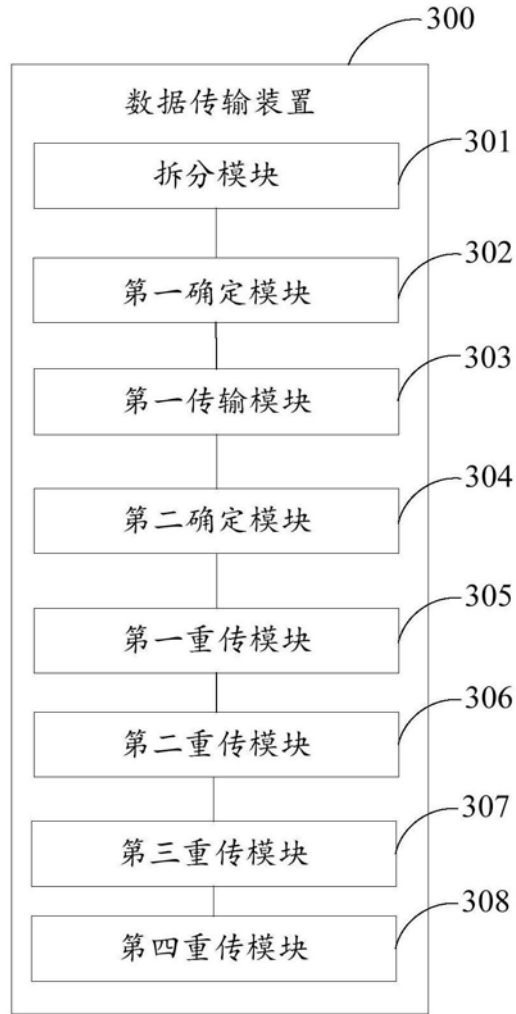 300
数据传输装置
301
拆分模块
302
第一确定模块
303
第一传输模块
304
第二确定模块
305
第一重传模块
306
第二重传模块
307
第三重传模块
308
第四重传模块